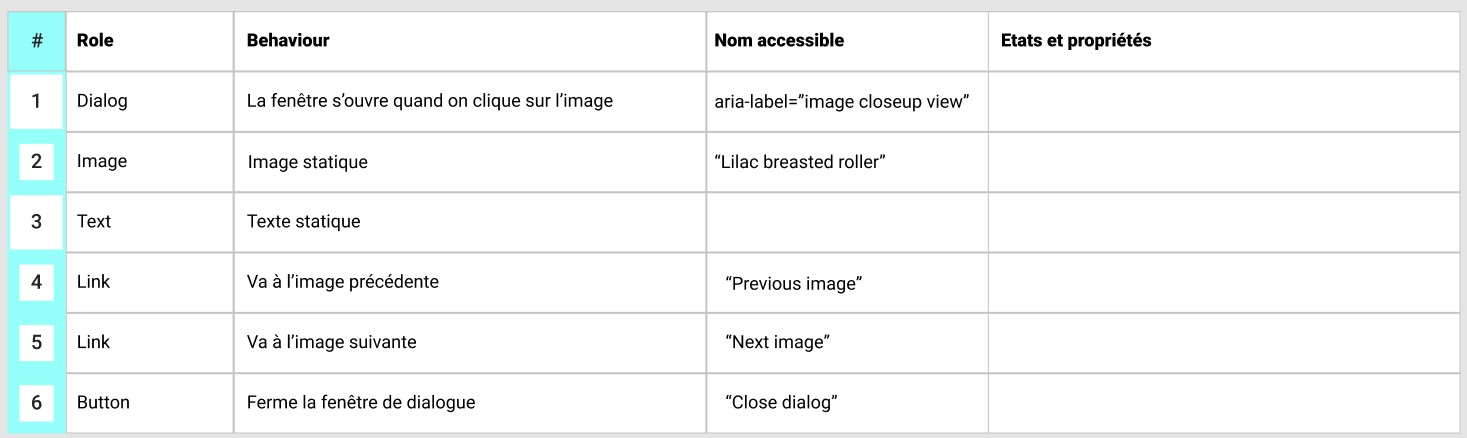 # Role Behaviour Nom accessible Etats et propriétés
1 Dialog La fenêtre s’ouvre quand on clique sur l’image aria-label=”image closeup view”
2 Image Image statique “Lilac breasted roller”
3 Text Texte statique
4 Link Va à l’image précédente “Previous image”
5 Link Va à l’image suivante “Next image”
6 Button Ferme la fenêtre de dialogue “Close dialog”